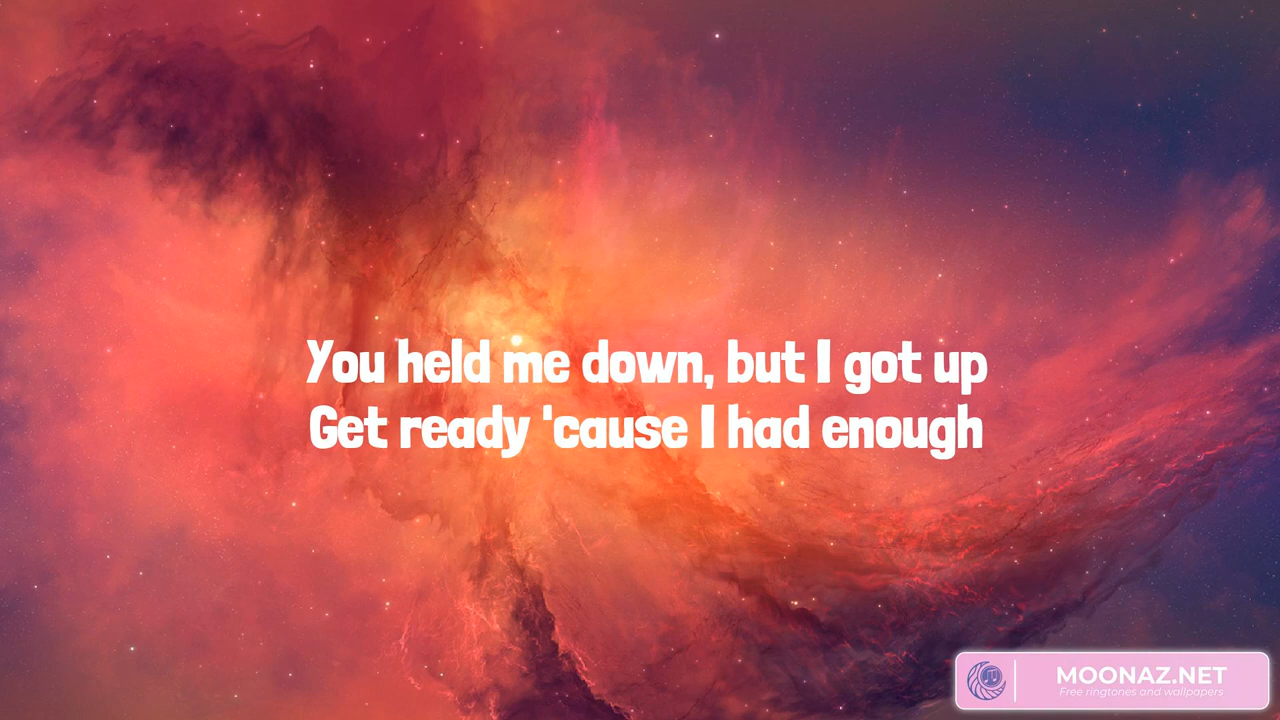 You held me down, but I got up
Get ready 'cause I had enough
MOONAZ.NET
Free ringtones and wallpapers